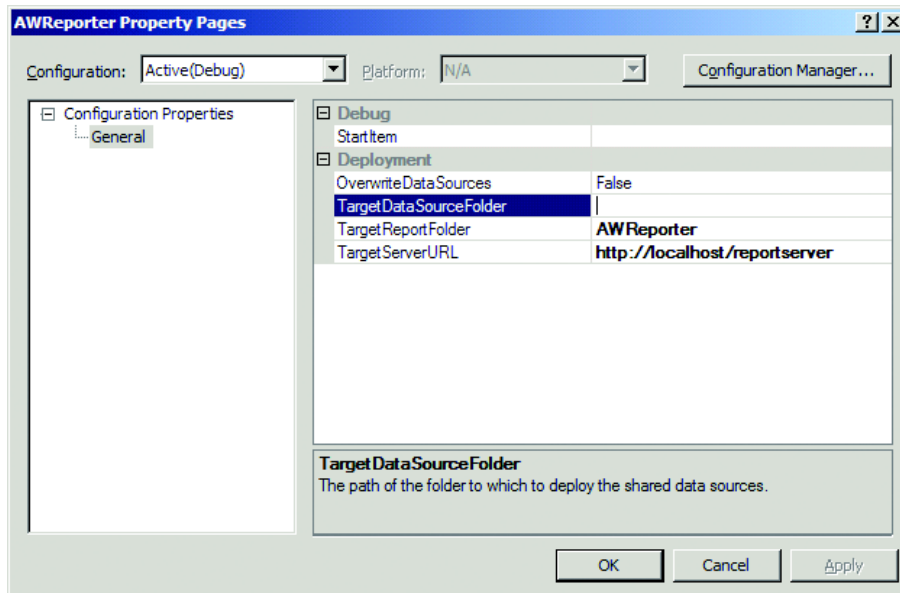 AWReporter Property Pages
Configuration: Active(Debug) Platform: N/A Configuration Manager...
Configuration Properties
General
Debug
StartItem
Deployment
OverwriteDataSources False
TargetDataSourceFolder
TargetReportFolder AWReporter
TargetServerURL http://localhost/reportserver
TargetDataSourceFolder
The path of the folder to which to deploy the shared data sources.
OK Cancel Apply